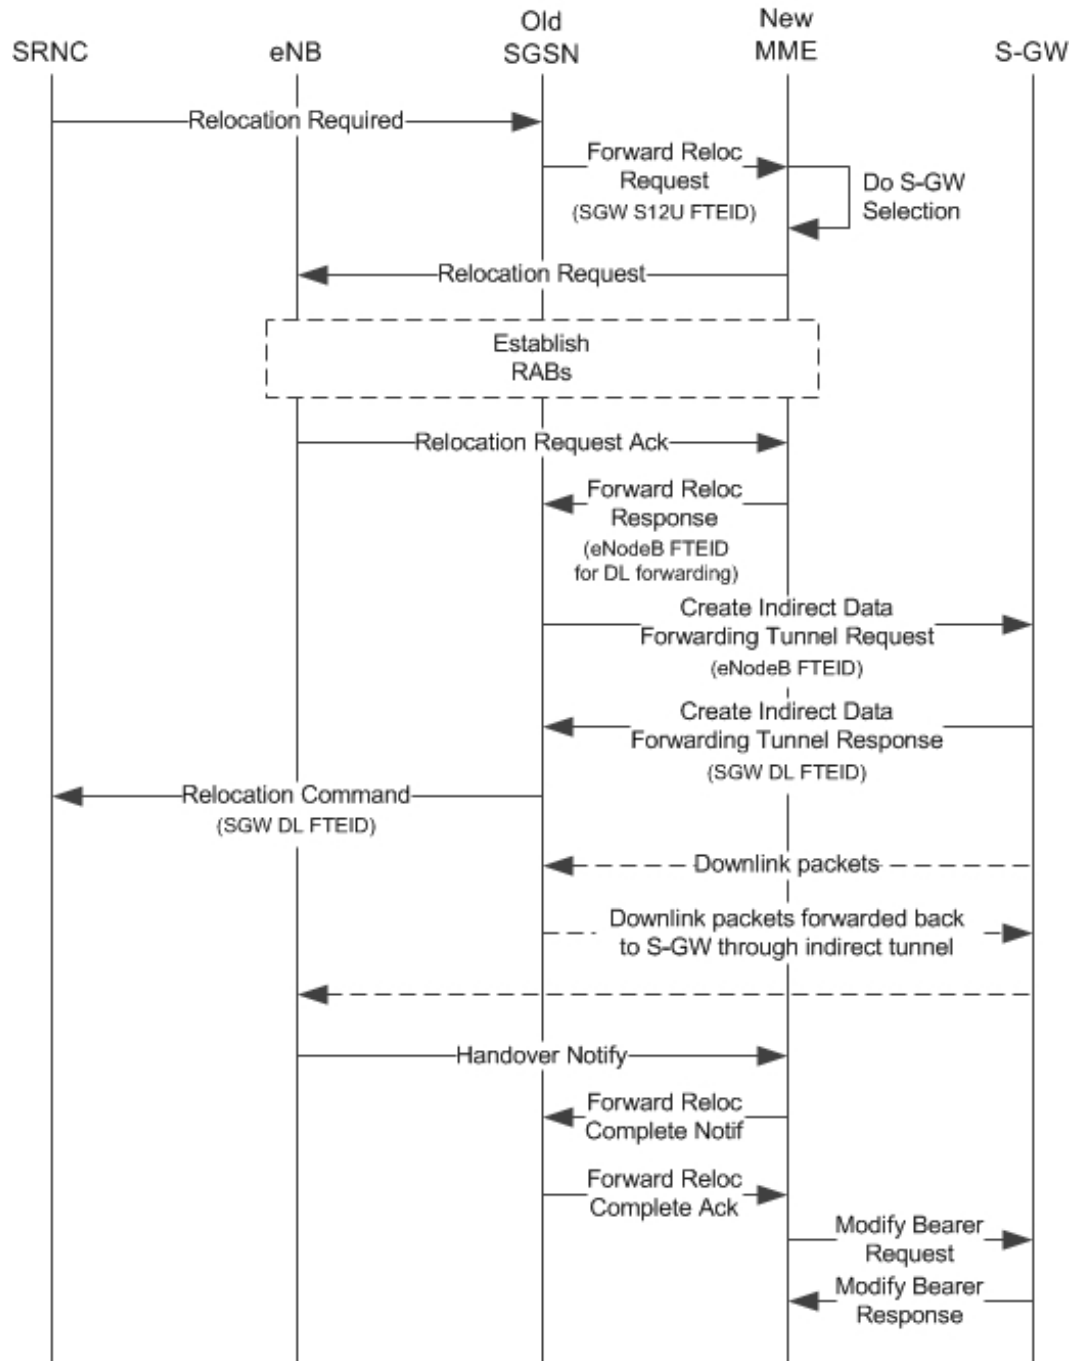 Old
New
SRNC
eNB
SGSN
MME
S-GW
Relocation Required
Forward Reloc
Request
(SGW S12U FTEID)
Do S-GW
Selection
Relocation Request
Establish
RABs
Relocation Request Ack
Forward Reloc
Response
(eNodeB FTEID
for DL forwarding)
Create Indirect Data
Forwarding Tunnel Request
(eNodeB FTEID)
Create Indirect Data
Forwarding Tunnel Response
(SGW DL FTEID)
Relocation Command
(SGW DL FTEID)
Downlink packets
Downlink packets forwarded back
to S-GW through indirect tunnel
Handover Notify
Forward Reloc
Complete Notif
Forward Reloc
Complete Ack
Modify Bearer
Request
Modify Bearer
Response